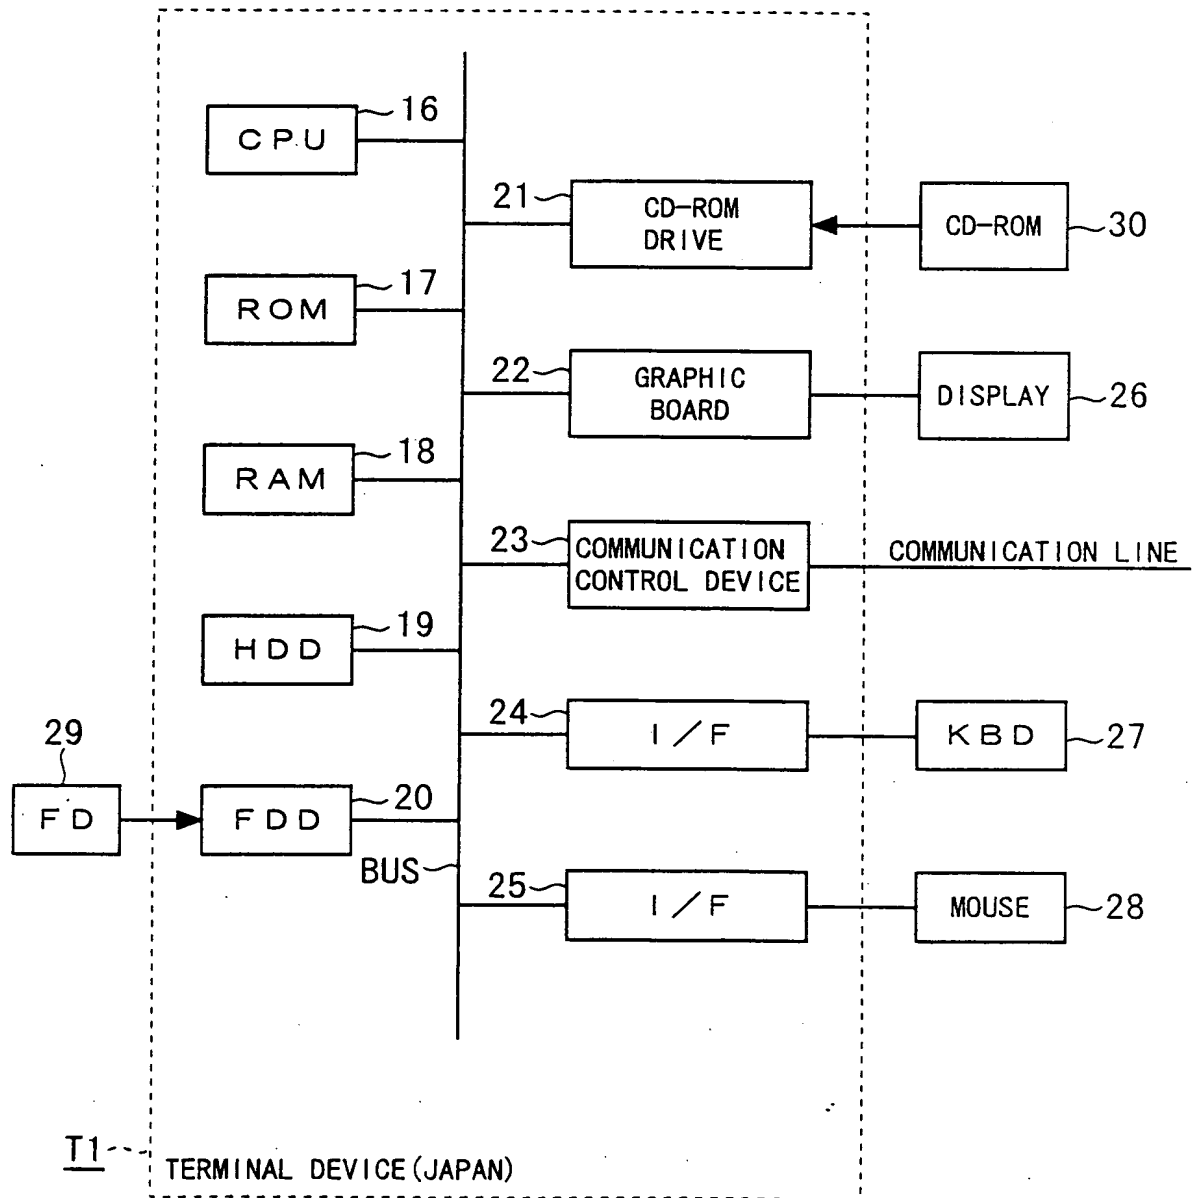 CPU
16
21
CD-ROM
DRIVE
CD-ROM
30
ROM
17
22
GRAPHIC
BOARD
DISPLAY
26
RAM
18
23
COMMUNICATION
CONTROL DEVICE
COMMUNICATION LINE
HDD
19
24
I/F
KBD
27
29
FD
FDD
20
BUS
25
I/F
MOUSE
28
T1
TERMINAL DEVICE(JAPAN)